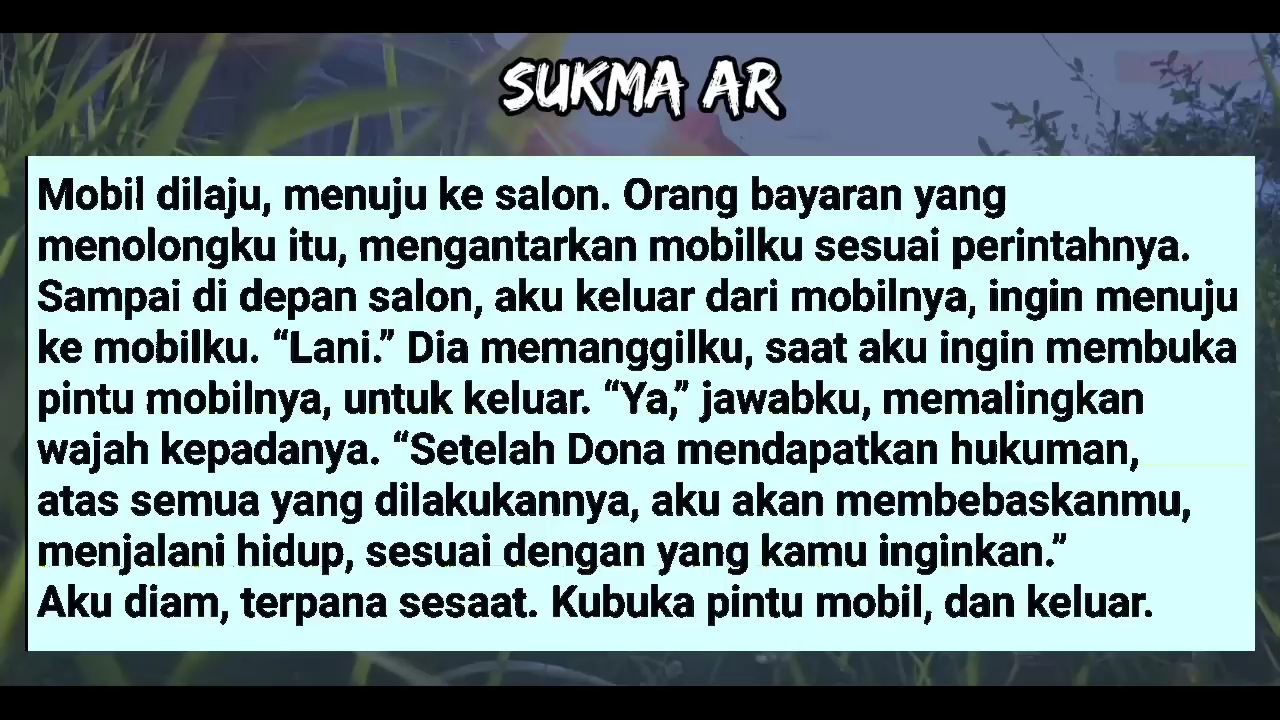 SUKMA AR
Mobil dilaju, menuju ke salon. Orang bayaran yang
menolongku itu, mengantarkan mobilku sesuai perintahnya.
Sampai di depan salon, aku keluar dari mobilnya, ingin menuju
ke mobilku. “Lani.” Dia memanggilku, saat aku ingin membuka
pintu mobilnya, untuk keluar. “Ya,” jawabku, memalingkan
wajah kepadanya. “Setelah Dona mendapatkan hukuman,
atas semua yang dilakukannya, aku akan membebaskanmu,
menjalani hidup, sesuai dengan yang kamu inginkan.”
Aku diam, terpana sesaat. Kubuka pintu mobil, dan keluar.